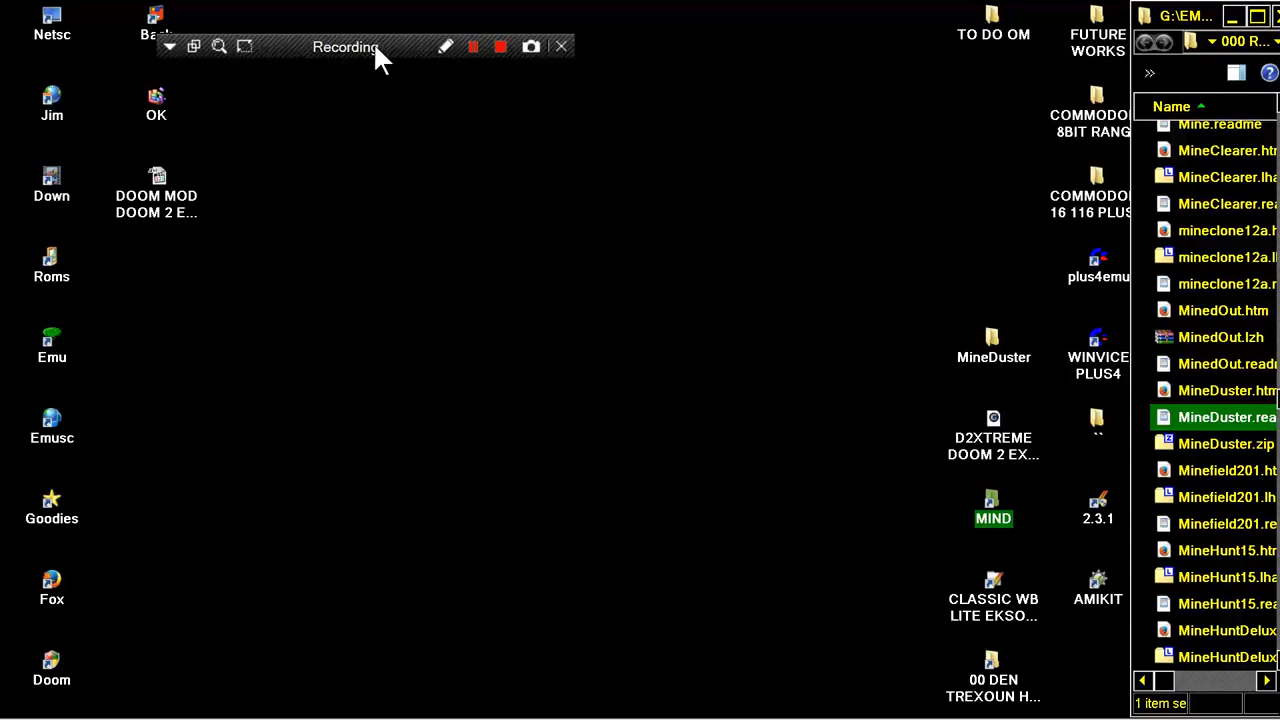 Netsc
Jim
Down
Roms
Emu
Emusc
Goodies
Fox
Doom
OK
DOOM MOD
DOOM 2 E...
Recording
TO DO OM
MineDuster
D2XTREME
DOOM 2 EX...
MIND
CLASSIC WB
LITE EKSO...
00 DEN
TREXOUN H...
FUTURE
WORKS
COMMODO
8BIT RANG
COMMODO
16 116 PLUS
plus4emu
WINVICE
PLUS4
``
2.3.1
AMIKIT
G:\EM...
000 R...
Name
Mine.readme
MineClearer.htm
MineClearer.lha
MineClearer.rea
mineclone12a.h
mineclone12a.l
mineclone12a.r
MinedOut.htm
MinedOut.lzh
MinedOut.readm
MineDuster.htm
MineDuster.rea
MineDuster.zip
Minefield201.ht
Minefield201.lh
Minefield201.re
MineHunt15.htm
MineHunt15.lha
MineHunt15.rea
MineHuntDelux
MineHuntDelux
1 item se